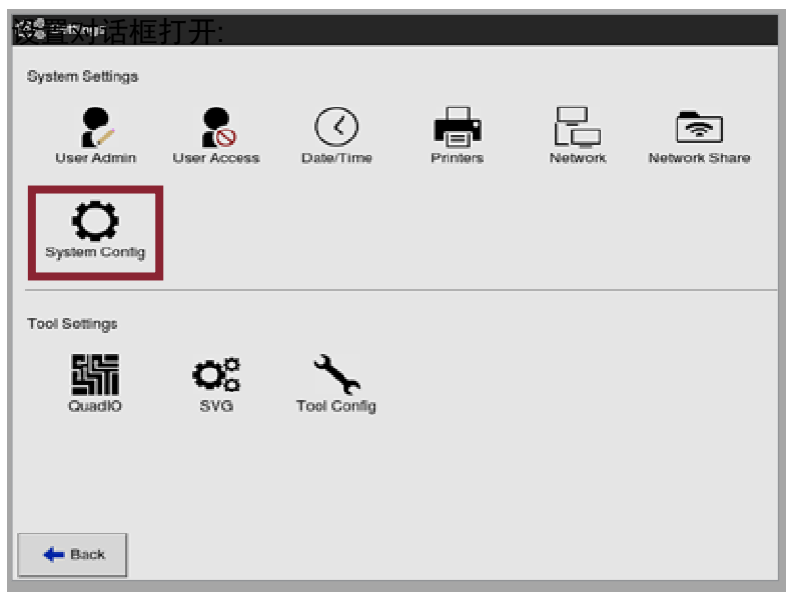 设置对话框打开:
Settings
System Settings
User Admin User Access Date/Time Printers Network Network Share
System Config
Tool Settings
QuadIO SVG Tool Config
Back